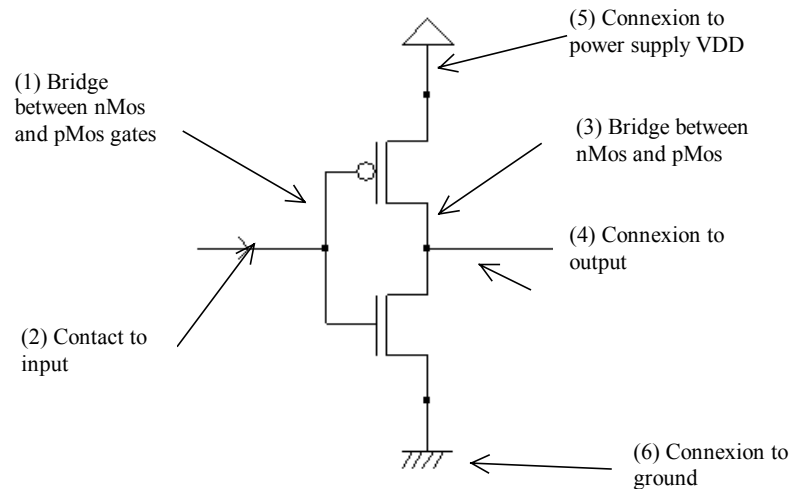 (5) Connexion to
power supply VDD
(1) Bridge
between nMos
and pMos gates
(3) Bridge between
nMos and pMos
(4) Connexion to
output
(2) Contact to
input
(6) Connexion to
ground